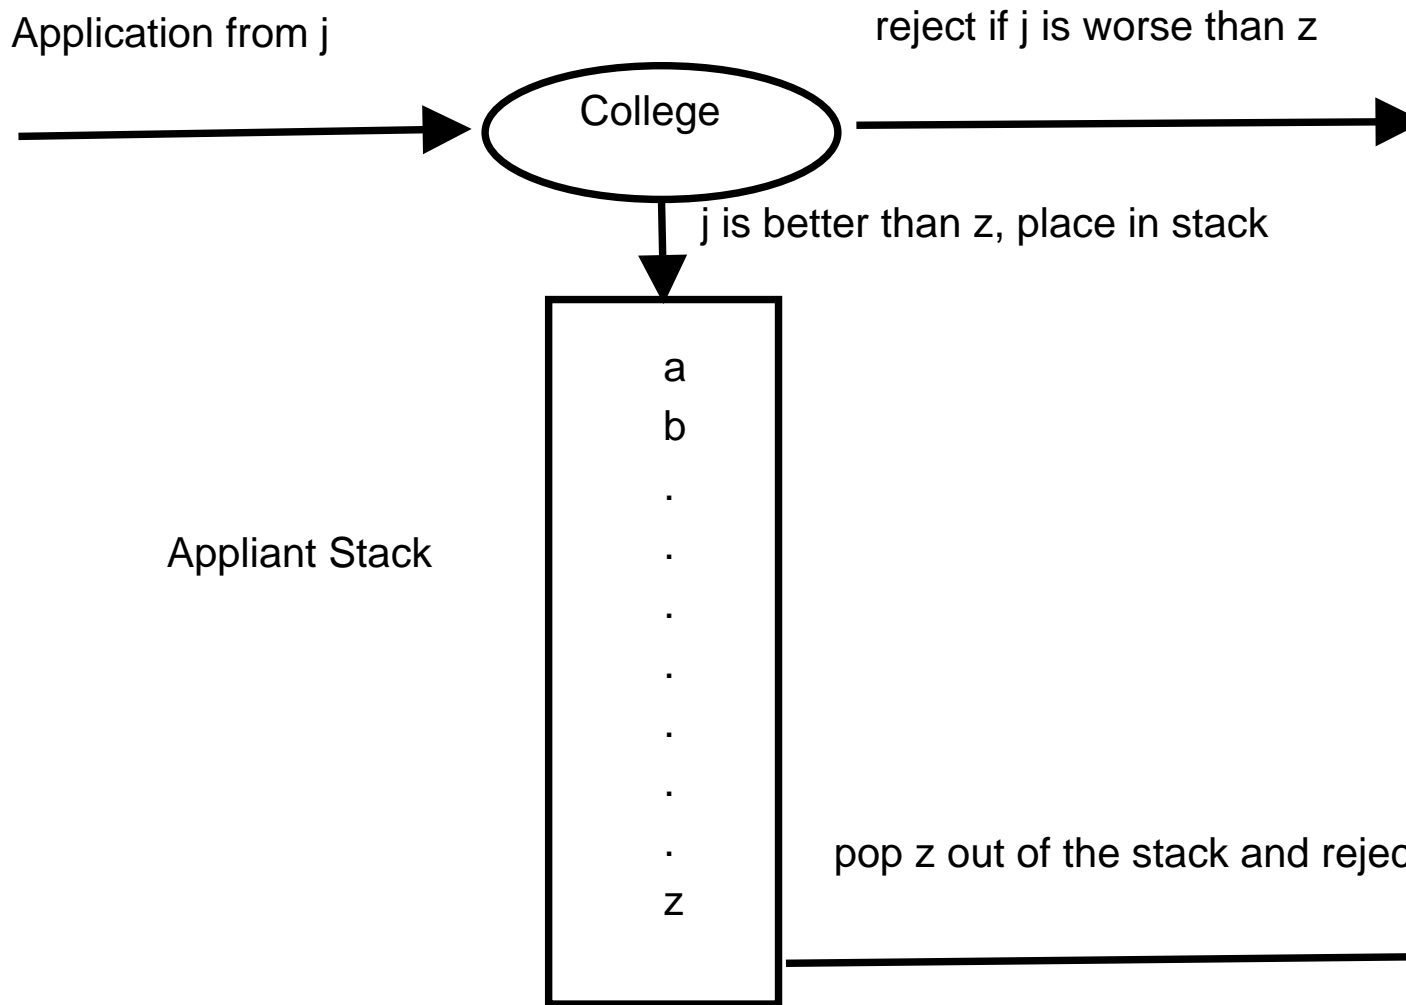 Application from j
reject if j is worse than z
College
j is better than z, place in stack
a
b
.
.
.
.
.
.
.
z
Appliant Stack
pop z out of the stack and